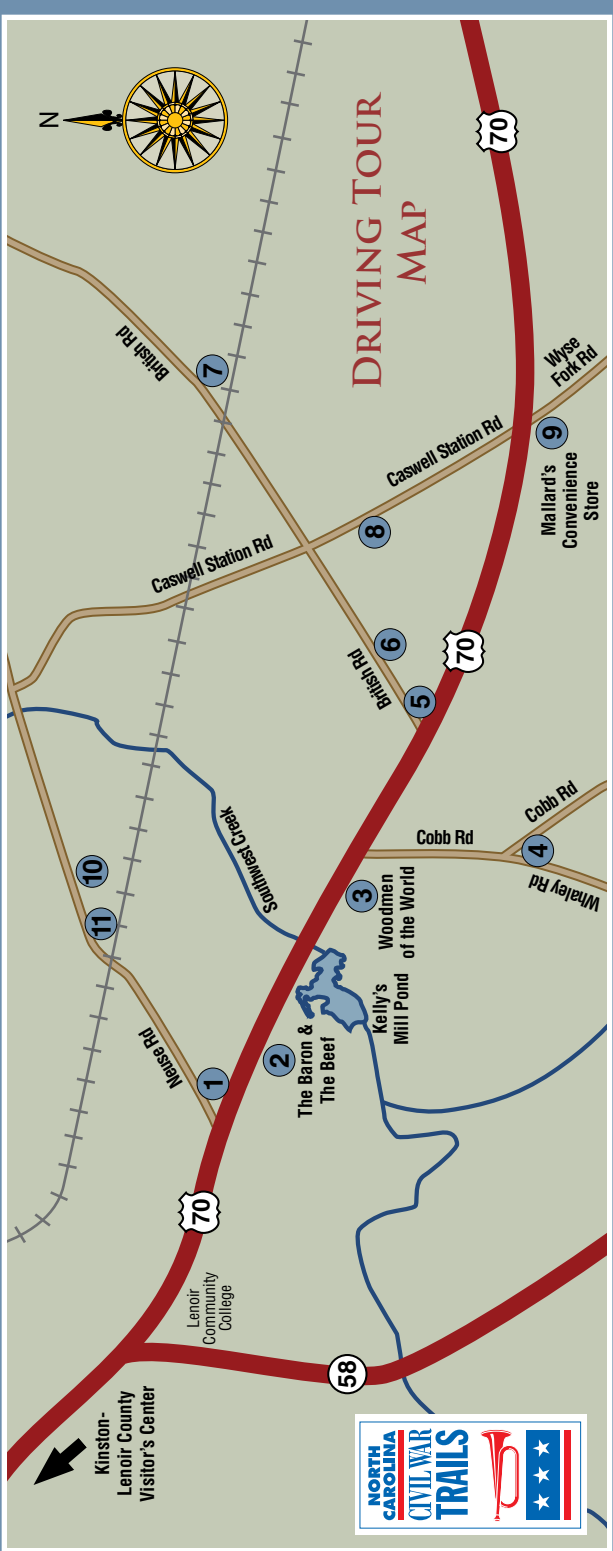 N
DRIVING TOUR
MAP
70
British Rd
7
Wyse
Fork Rd
Caswell Station Rd
9
Mallard's
Convenience
Store
8
Caswell Station Rd
6
British Rd
5
70
Southwest Creek
Cobb Rd
Cobb Rd
4
Whaley Rd
3
Woodmen
of the World
10
11
Kelly's
Mill Pond
Neuse Rd
1
2
The Baron &
The Beef
70
Lenoir
Community
College
58
Kinston-
Lenoir County
Visitor's Center
NORTH
CAROLINA
CIVIL WAR
TRAILS